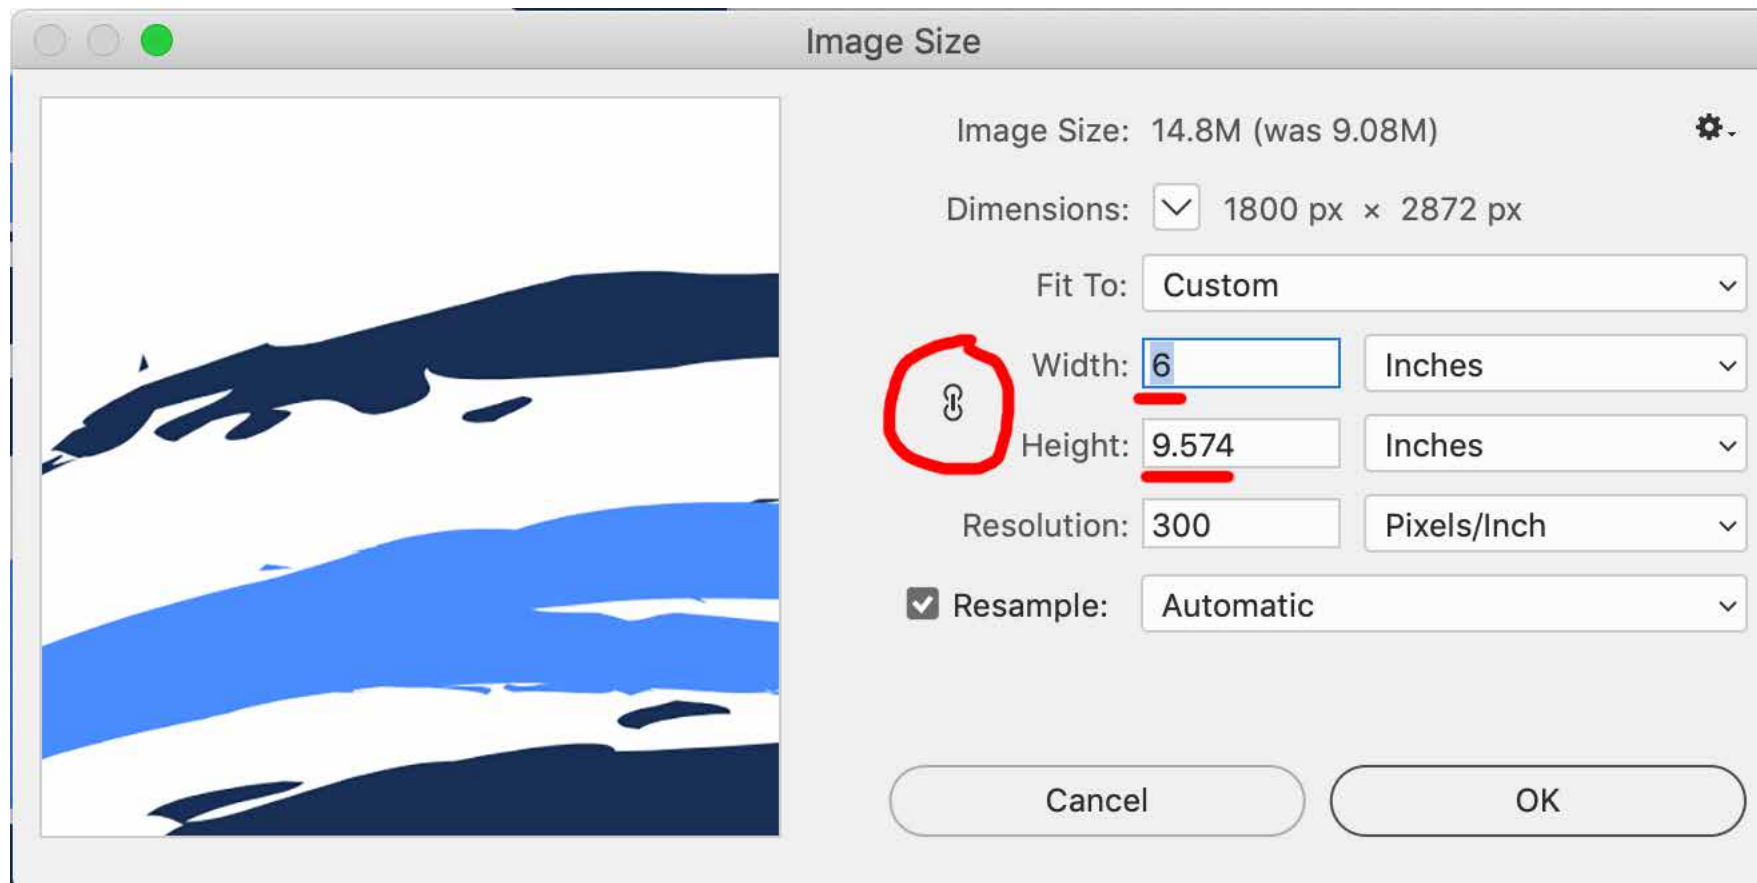 Image Size
Image Size: 14.8M (was 9.08M)
Dimensions: 1800 px × 2872 px
Fit To: Custom
Width: 6 Inches
Height: 9.574 Inches
Resolution: 300 Pixels/Inch
Resample: Automatic
Cancel OK